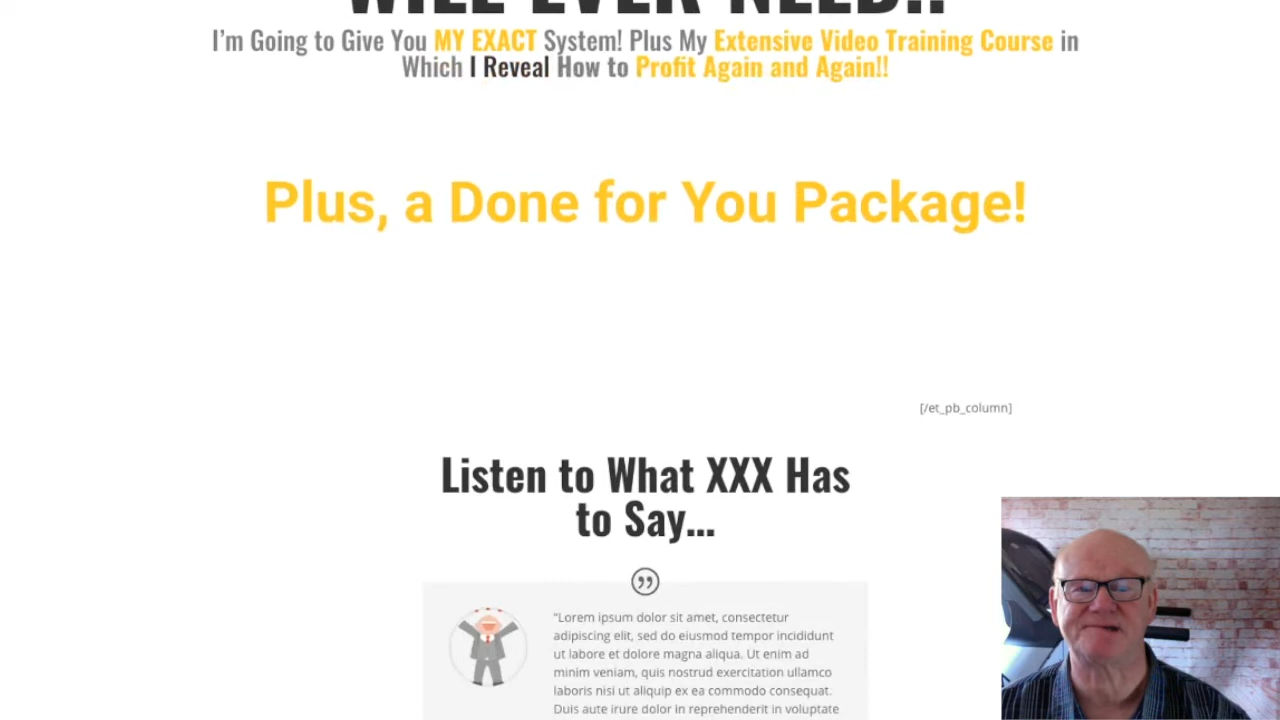 WILL EVER NEED!!
I'm Going to Give You MY EXACT System! Plus My Extensive Video Training Course in
Which I Reveal How to Profit Again and Again!!
Plus, a Done for You Package!
[/et_pb_column]
Listen to What XXX Has
to Say...
"Lorem ipsum dolor sit amet, consectetur
adipiscing elit, sed do eiusmod tempor incididunt
ut labore et dolore magna aliqua. Ut enim ad
minim veniam, quis nostrud exercitation ullamco
laboris nisi ut aliquip ex ea commodo consequat.
Duis aute irure dolor in reprehenderit in voluptate